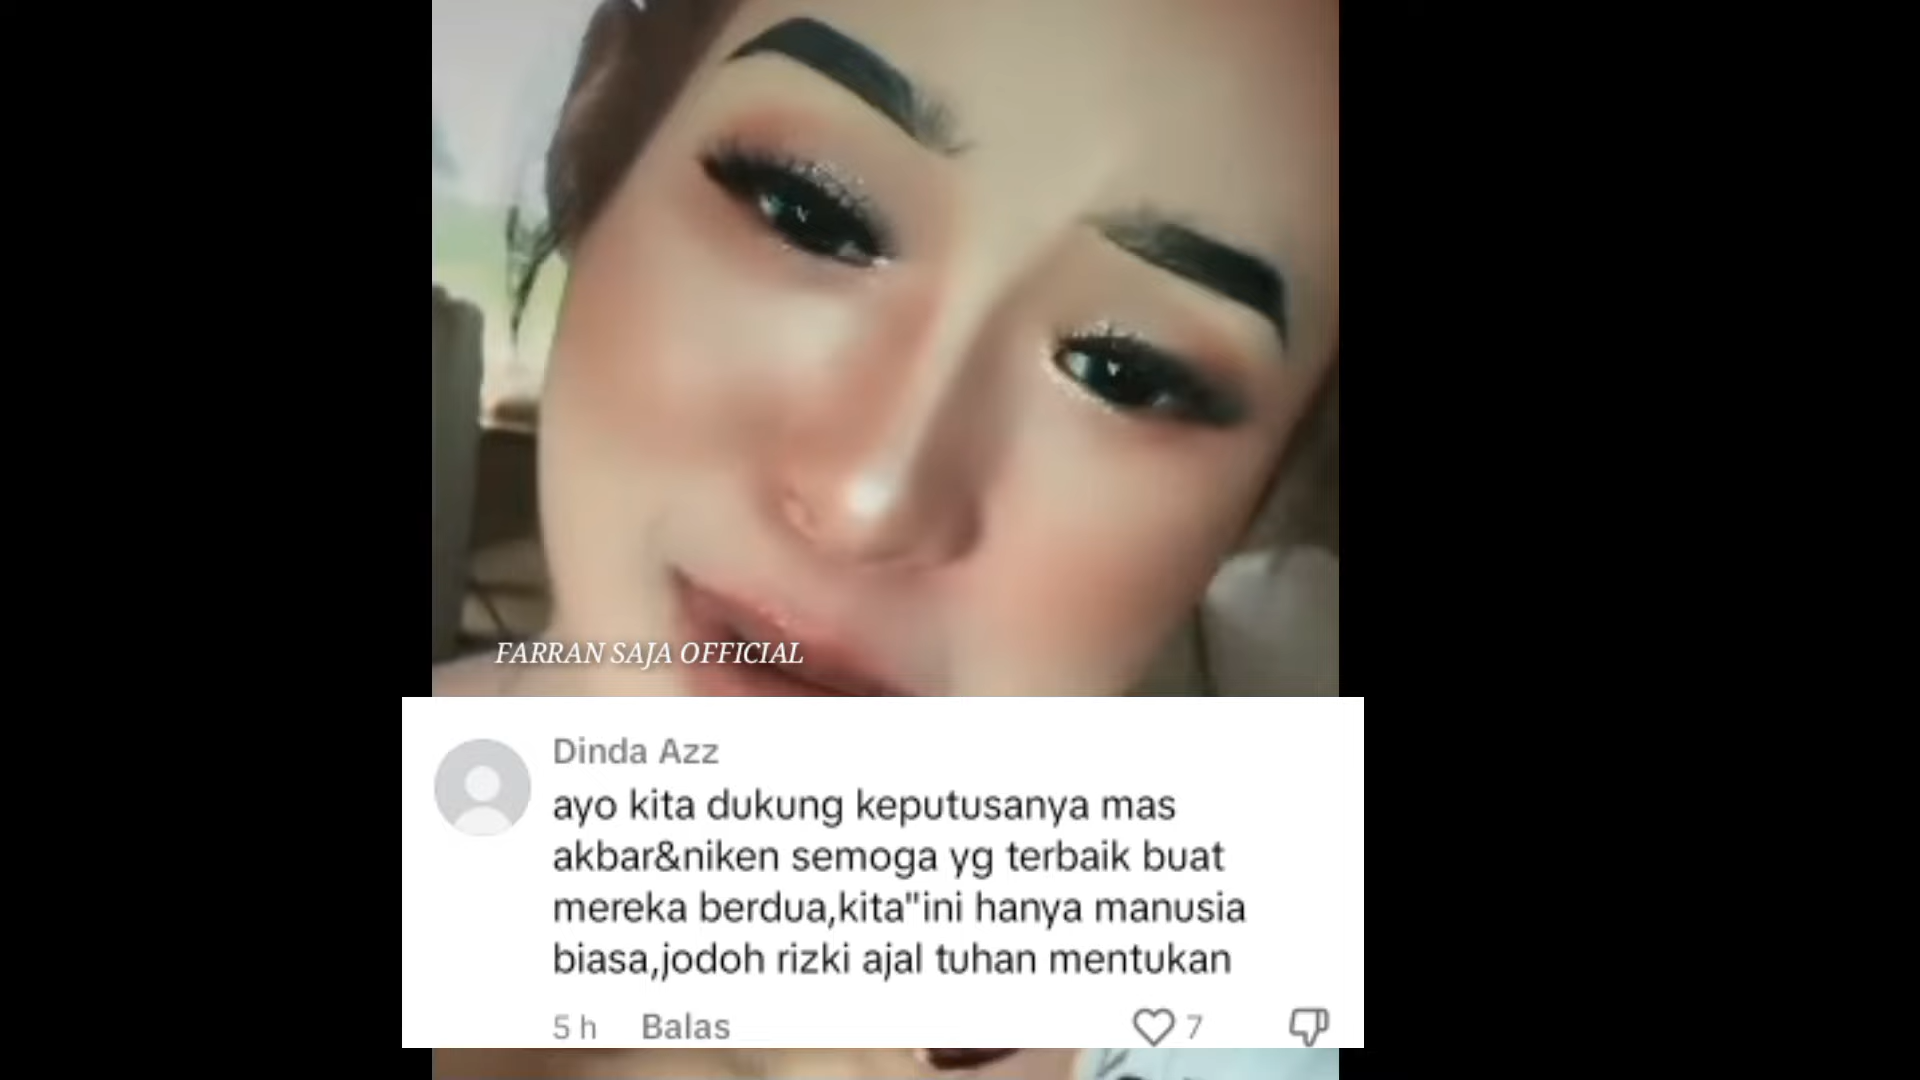 FARRAN SAJA OFFICIAL
Dinda Azz
ayo kita dukung keputusanya mas
akbar&niken semoga yg terbaik buat
mereka berdua,kita"ini hanya manusia
biasa,jodoh rizki ajal tuhan mentukan
5 h Balas 7